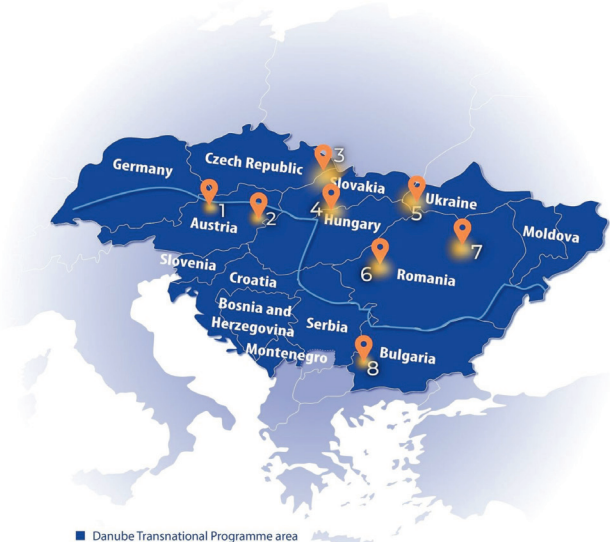 3
Germany
Czech Republic
Slovakia
Ukraine
1
2
4
5
Hungary
Austria
Moldova
7
Slovenia
6
Romania
Croatia
Bosnia and
Herzegovina
Serbia
Montenegro
Bulgaria
8
Danube Transnational Programme area